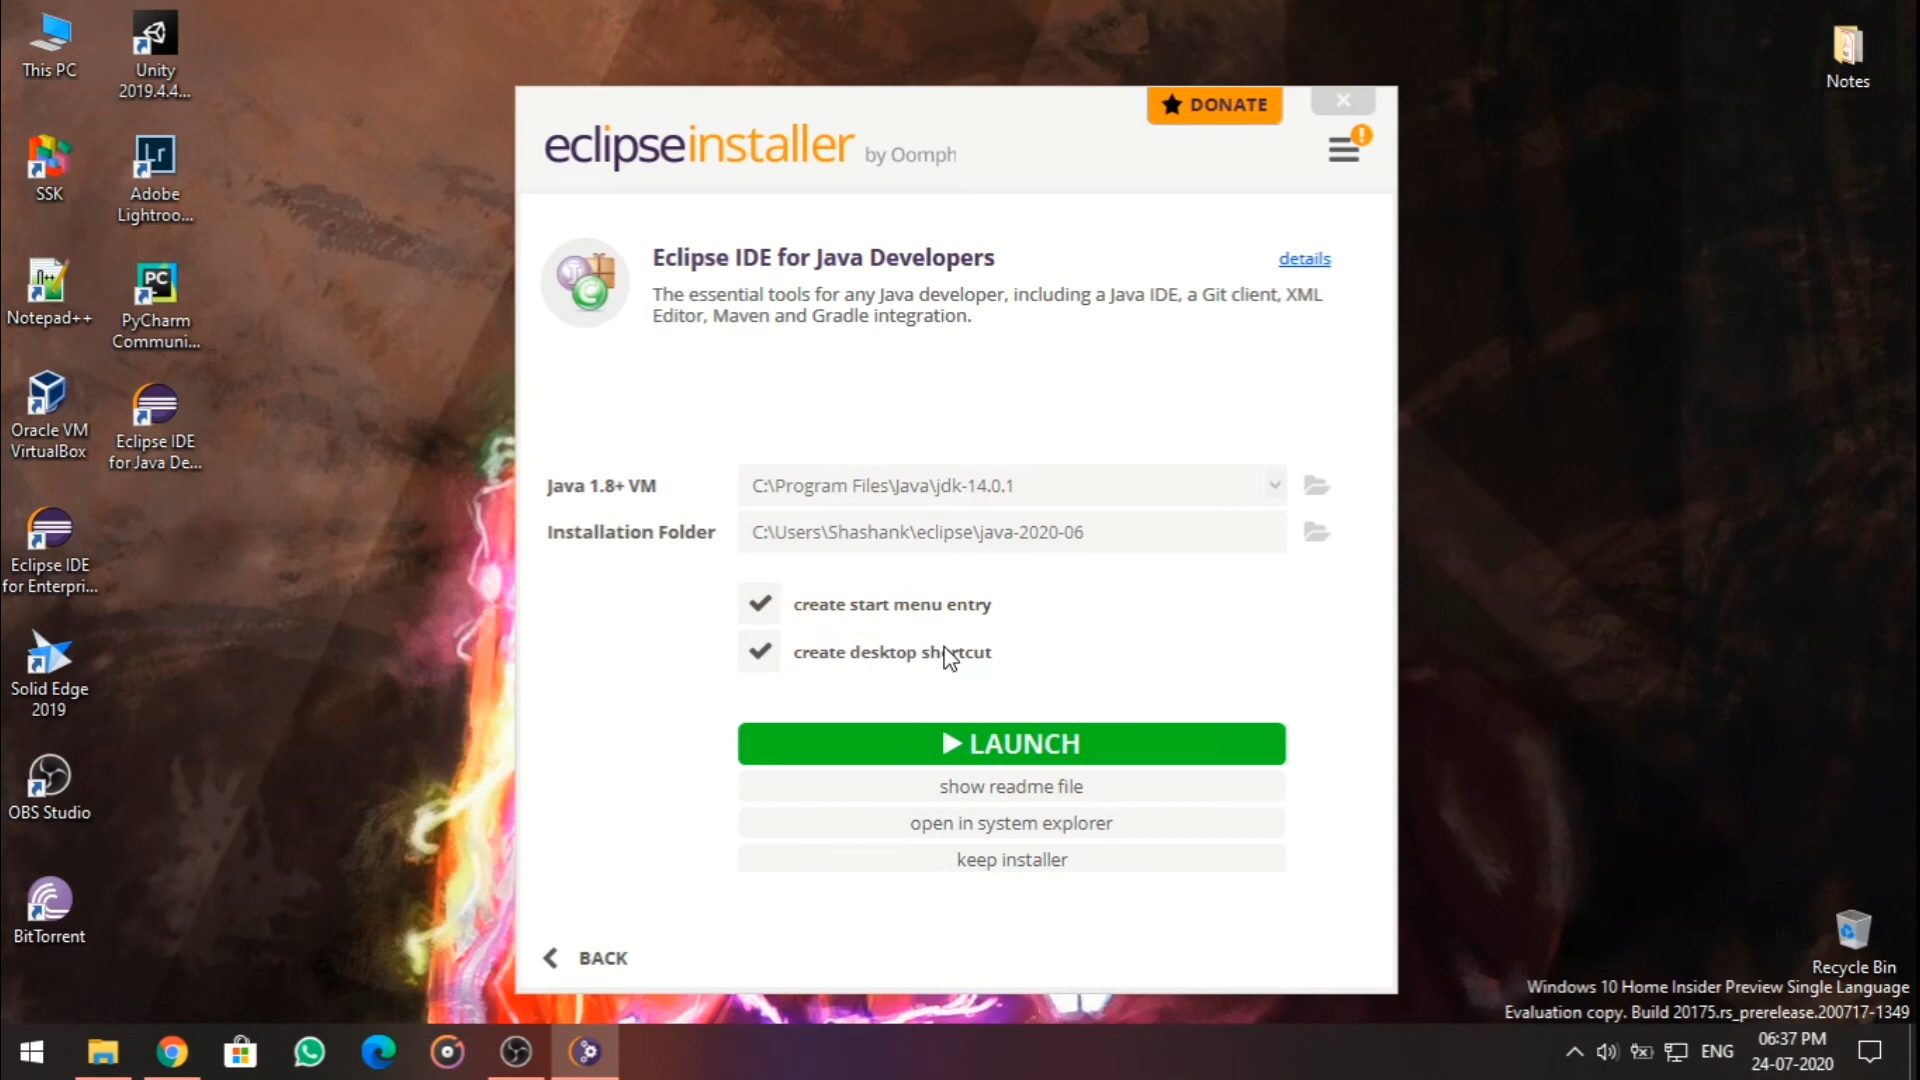 This PC
Unity
2019.4.4...
SSK
Lr
Adobe
Lightroo...
Notepad++
PC
PyCharm
Communi...
Oracle VM
VirtualBox
Eclipse IDE
for Java De...
Eclipse IDE
for Enterpri...
Solid Edge
2019
OBS Studio
BitTorrent
Notes
Recycle Bin
DONATE
eclipseinstaller by Oomph
!
Eclipse IDE for Java Developers
details
The essential tools for any Java developer, including a Java IDE, a Git client, XML
Editor, Maven and Gradle integration.
Java 1.8+ VM
C:\Program Files\Java\jdk-14.0.1
Installation Folder
C:\Users\Shashank\eclipse\java-2020-06
create start menu entry
create desktop shortcut
LAUNCH
show readme file
open in system explorer
keep installer
BACK
Windows 10 Home Insider Preview Single Language
Evaluation copy. Build 20175.rs_prerelease.200717-1349
ENG
06:37 PM
24-07-2020